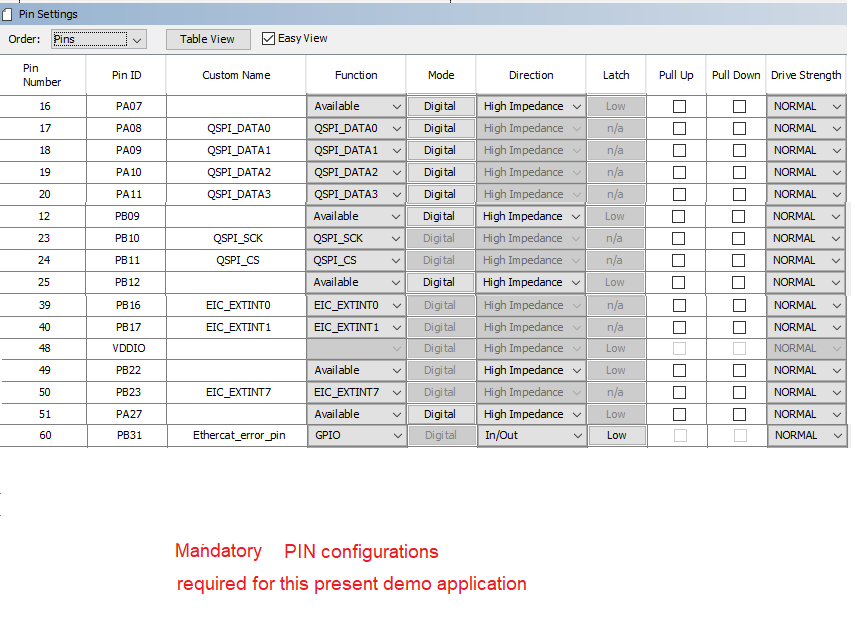 Pin Settings
Order: Pins Table View Easy View
Pin Number Pin ID Custom Name Function Mode Direction Latch Pull Up Pull Down Drive Strength
16 PA07 Available Digital High Impedance Low NORMAL
17 PA08 QSPI_DATA0 QSPI_DATA0 Digital High Impedance n/a NORMAL
18 PA09 QSPI_DATA1 QSPI_DATA1 Digital High Impedance n/a NORMAL
19 PA10 QSPI_DATA2 QSPI_DATA2 Digital High Impedance n/a NORMAL
20 PA11 QSPI_DATA3 QSPI_DATA3 Digital High Impedance n/a NORMAL
12 PB09 Available Digital High Impedance Low NORMAL
23 PB10 QSPI_SCK QSPI_SCK Digital High Impedance n/a NORMAL
24 PB11 QSPI_CS QSPI_CS Digital High Impedance n/a NORMAL
25 PB12 Available Digital High Impedance Low NORMAL
39 PB16 EIC_EXTINT0 EIC_EXTINT0 Digital High Impedance n/a NORMAL
40 PB17 EIC_EXTINT1 EIC_EXTINT1 Digital High Impedance n/a NORMAL
48 VDDIO Digital High Impedance Low NORMAL
49 PB22 Available Digital High Impedance Low NORMAL
50 PB23 EIC_EXTINT7 EIC_EXTINT7 Digital High Impedance n/a NORMAL
51 PA27 Available Digital High Impedance Low NORMAL
60 PB31 Ethercat_error_pin GPIO Digital In/Out Low NORMAL
Mandatory PIN configurations
required for this present demo application